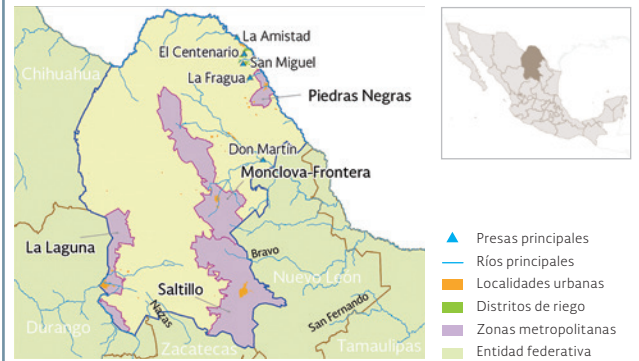 La Amistad
El Centenario
San Miguel
La Fragua
Chihuahua
Piedras Negras
Don Martín
Monclova-Frontera
La Laguna
Bravo
Nuevo León
Saltillo
Nazas
San Fernando
Durango
Zacatecas
Tamaulipas
Presas principales
Ríos principales
Localidades urbanas
Distritos de riego
Zonas metropolitanas
Entidad federativa